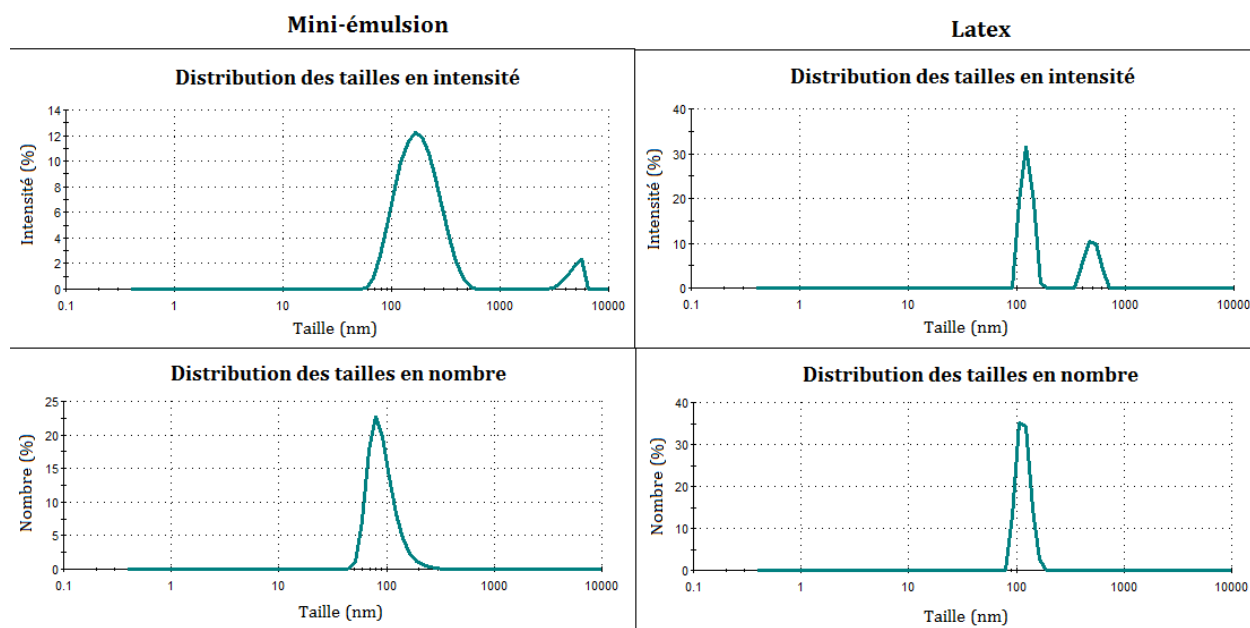 Mini-émulsion
Latex
Distribution des tailles en intensité
14
12
10
8
6
4
2
0
Intensité (%)
0.1 1 10 100 1000 10000
Taille (nm)
Distribution des tailles en intensité
40
30
20
10
0
Intensité (%)
0.1 1 10 100 1000 10000
Taille (nm)
Distribution des tailles en nombre
25
20
15
10
5
0
Nombre (%)
0.1 1 10 100 1000 10000
Taille (nm)
Distribution des tailles en nombre
40
30
20
10
0
Nombre (%)
0.1 1 10 100 1000 10000
Taille (nm)